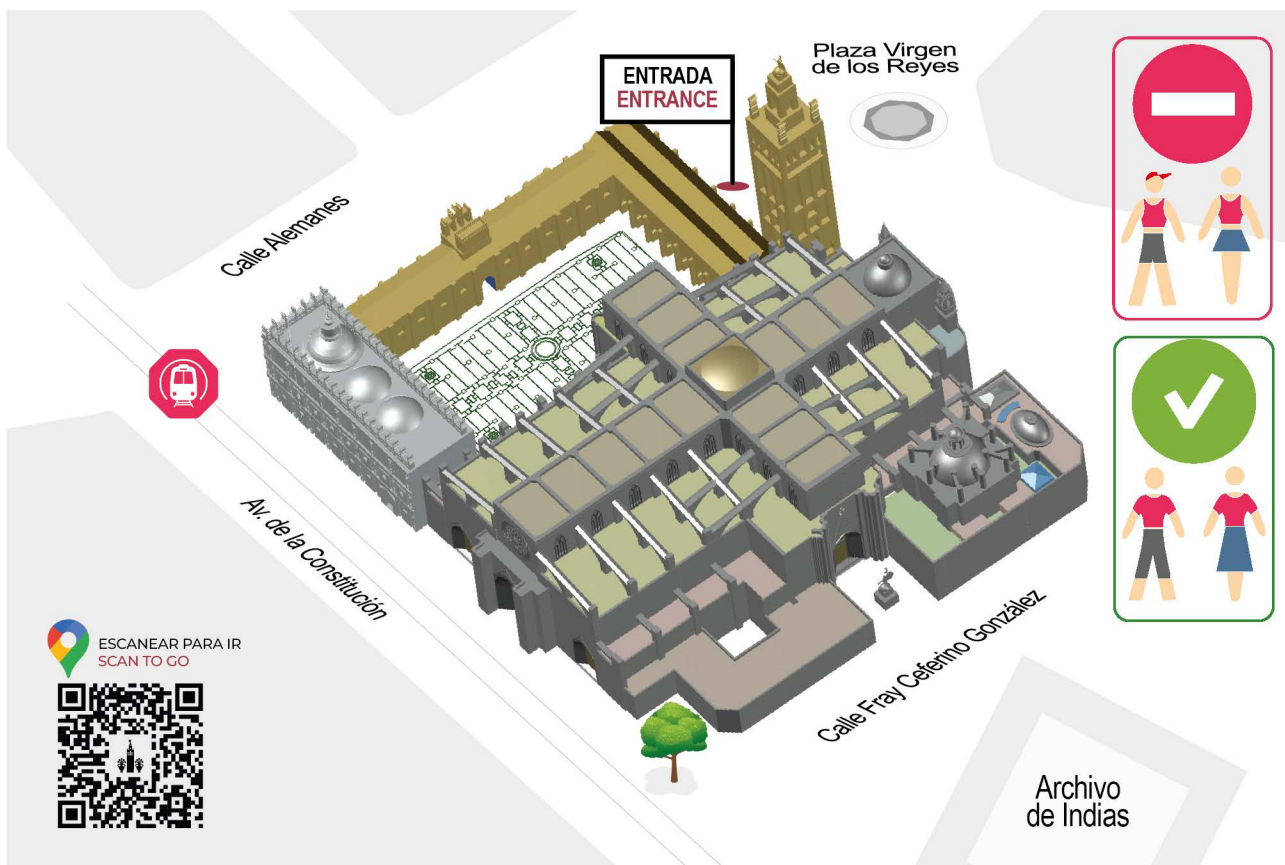 Plaza Virgen
de los Reyes
ENTRADA
ENTRANCE
Calle Alemanes
Av. de la Constitución
ESCANEAR PARA IR
SCAN TO GO
Calle Fray Ceferino González
Archivo
de Indias